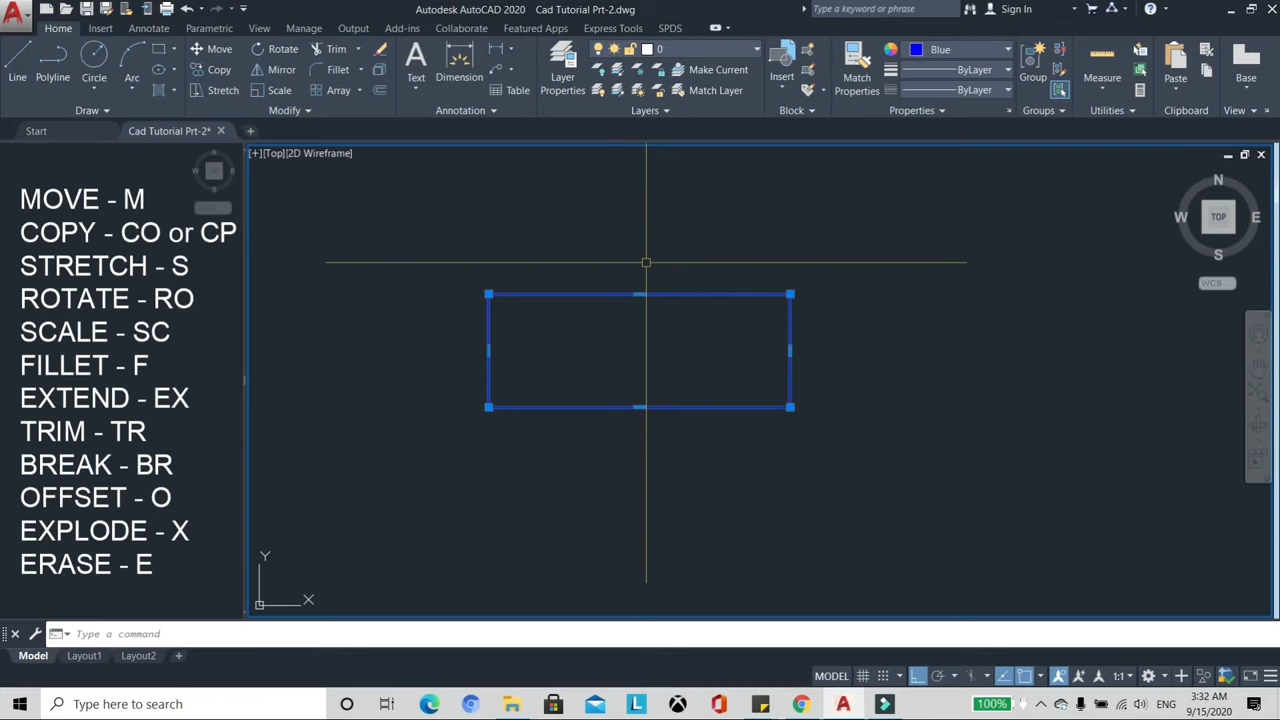 Autodesk AutoCAD 2020 Cad Tutorial Prt-2.dwg
Type a keyword or phrase
Sign In
Home Insert Annotate Parametric View Manage Output Add-ins Collaborate Featured Apps Express Tools SPDS
Line Polyline Circle Arc
Move Rotate Trim
Copy Mirror Fillet
Stretch Scale Array
Text Dimension Table
Layer Properties
0
Make Current
Match Layer
Insert
Match Properties
Blue
ByLayer
ByLayer
Group
Measure
Paste
Base
Draw Modify Annotation Layers Block Properties Groups Utilities Clipboard View
Start Cad Tutorial Prt-2*
[+][Top][2D Wireframe]
N
W E
S
MOVE - M
COPY - CO or CP
STRETCH - S
ROTATE - RO
SCALE - SC
FILLET - F
EXTEND - EX
TRIM - TR
BREAK - BR
OFFSET - O
EXPLODE - X
ERASE - E
N
W TOP E
S
WCS
Y
X
Type a command
Model Layout1 Layout2
MODEL
1:1
Type here to search
100%
ENG
3:32 AM
9/15/2020